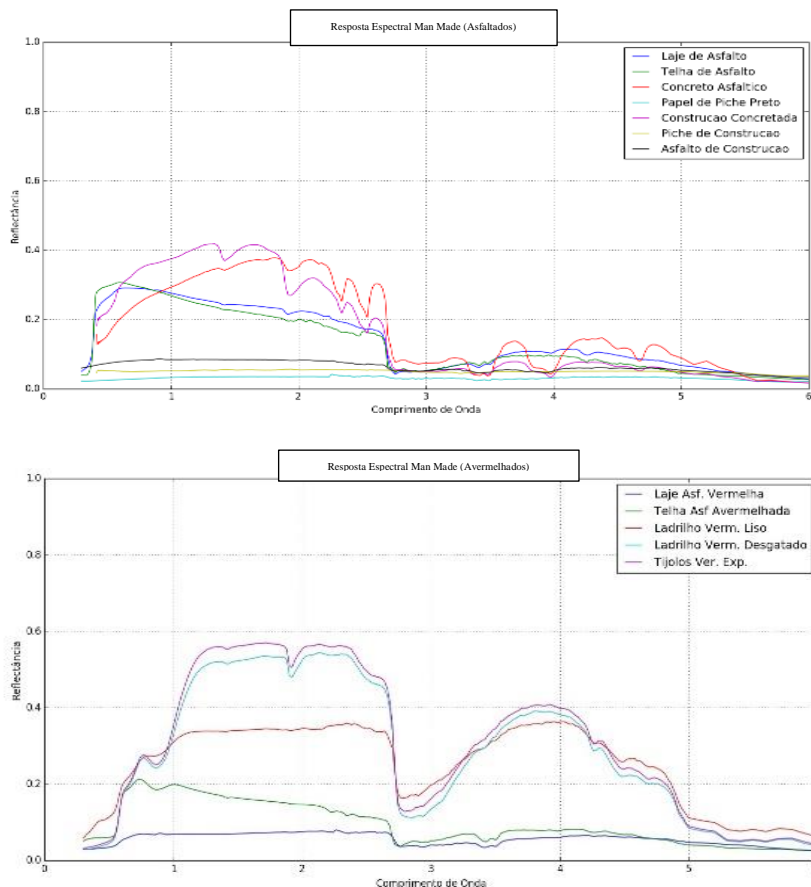 Resposta Espectral Man Made (Asfaltados)
1.0
Laje de Asfalto
Telha de Asfalto
0.8
Concreto Asfaltico
Papel de Piche Preto
Construcao Concretada
Piche de Construcao
0.6
Asfalto de Construcao
Reflectância
0.4
0.2
0.0
0 1 2 3 4 5 6
Comprimento de Onda
Resposta Espectral Man Made (Avermelhados)
1.0
Laje Asf. Vermelha
Telha Asf Avermelhada
0.8
Ladrilho Verm. Liso
Ladrilho Verm. Desgatado
Tijolos Ver. Exp.
0.6
Reflectância
0.4
0.2
0.0
0 1 2 3 4 5
Comprimento de Onda